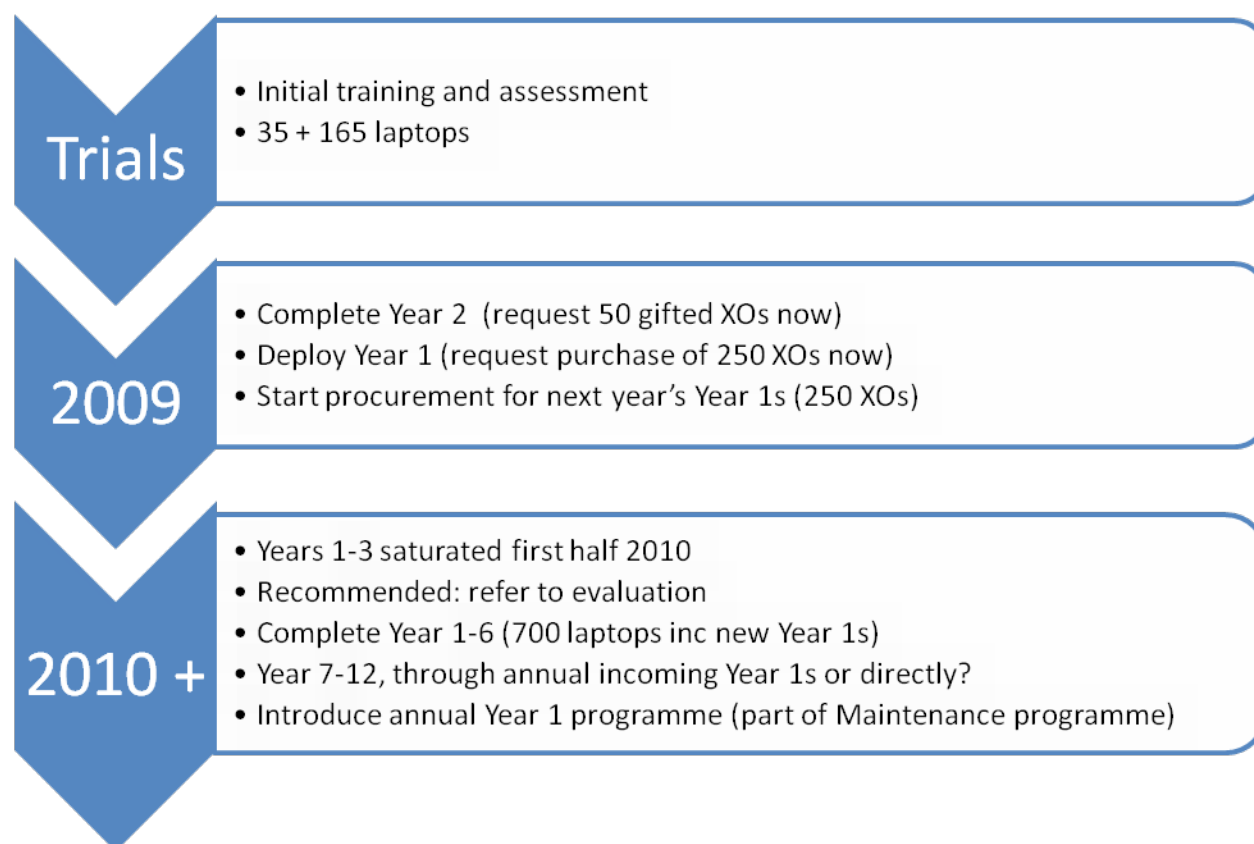 Trials
• Initial training and assessment
• 35 + 165 laptops
2009
• Complete Year 2  (request 50 gifted XOs now)
• Deploy Year 1 (request purchase of 250 XOs now)
• Start procurement for next year’s Year 1s (250 XOs)
2010 +
• Years 1-3 saturated first half 2010
• Recommended: refer to evaluation
• Complete Year 1-6 (700 laptops inc new Year 1s)
• Year 7-12, through annual incoming Year 1s or directly?
• Introduce annual Year 1 programme (part of Maintenance programme)